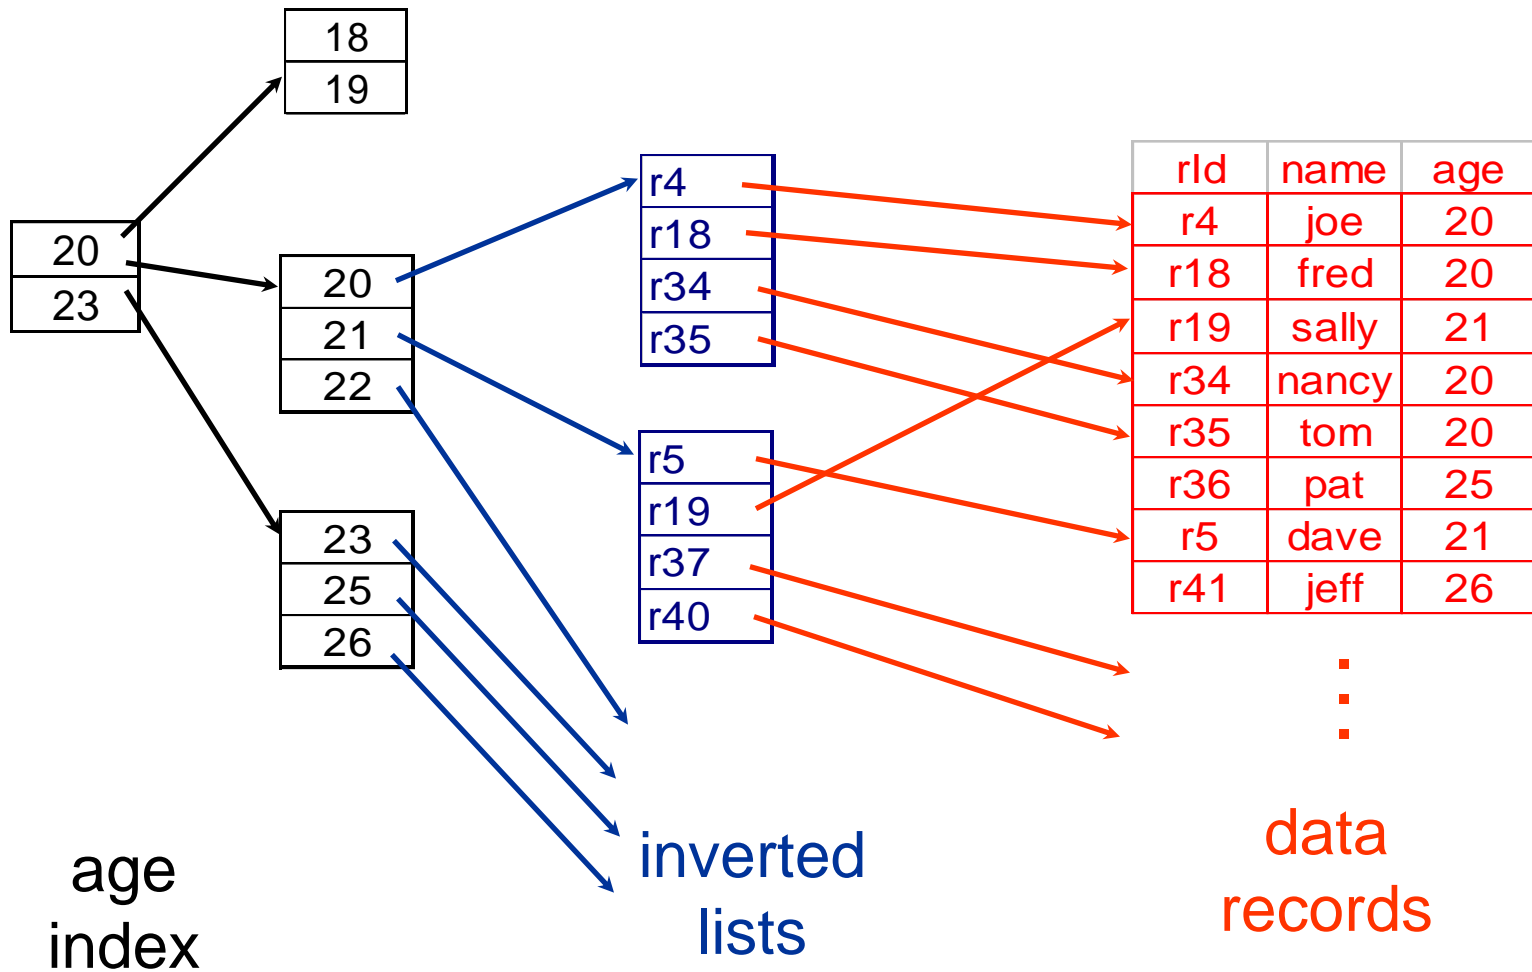 18
19
20
23
20
21
22
23
25
26
age
index
r4
r18
r34
r35
r5
r19
r37
r40
inverted
lists
rId name age
r4 joe 20
r18 fred 20
r19 sally 21
r34 nancy 20
r35 tom 20
r36 pat 25
r5 dave 21
r41 jeff 26
data
records